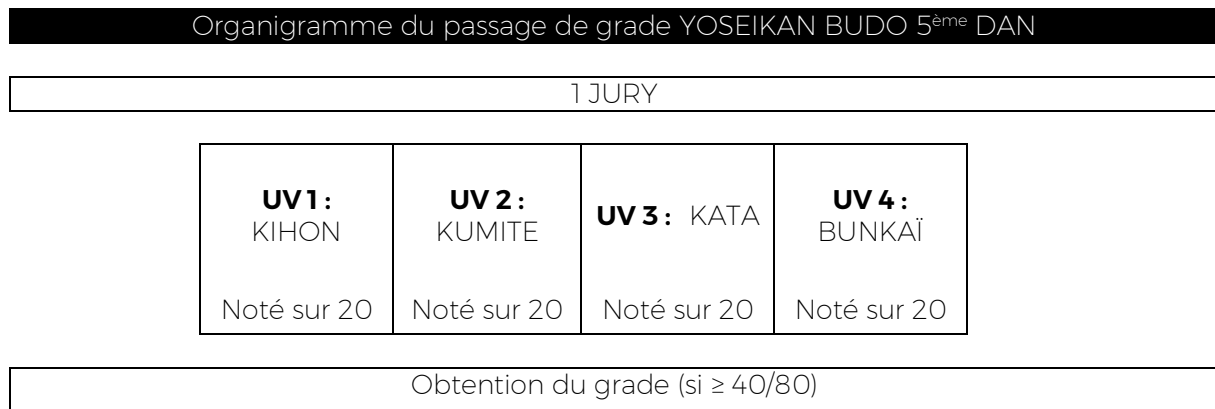 Organigramme du passage de grade YOSEIKAN BUDO 5ème DAN
1 JURY
UV 1 :
KIHON
Noté sur 20
UV 2 :
KUMITE
Noté sur 20
UV 3 : KATA
Noté sur 20
UV 4 :
BUNKAÏ
Noté sur 20
Obtention du grade (si ≥ 40/80)